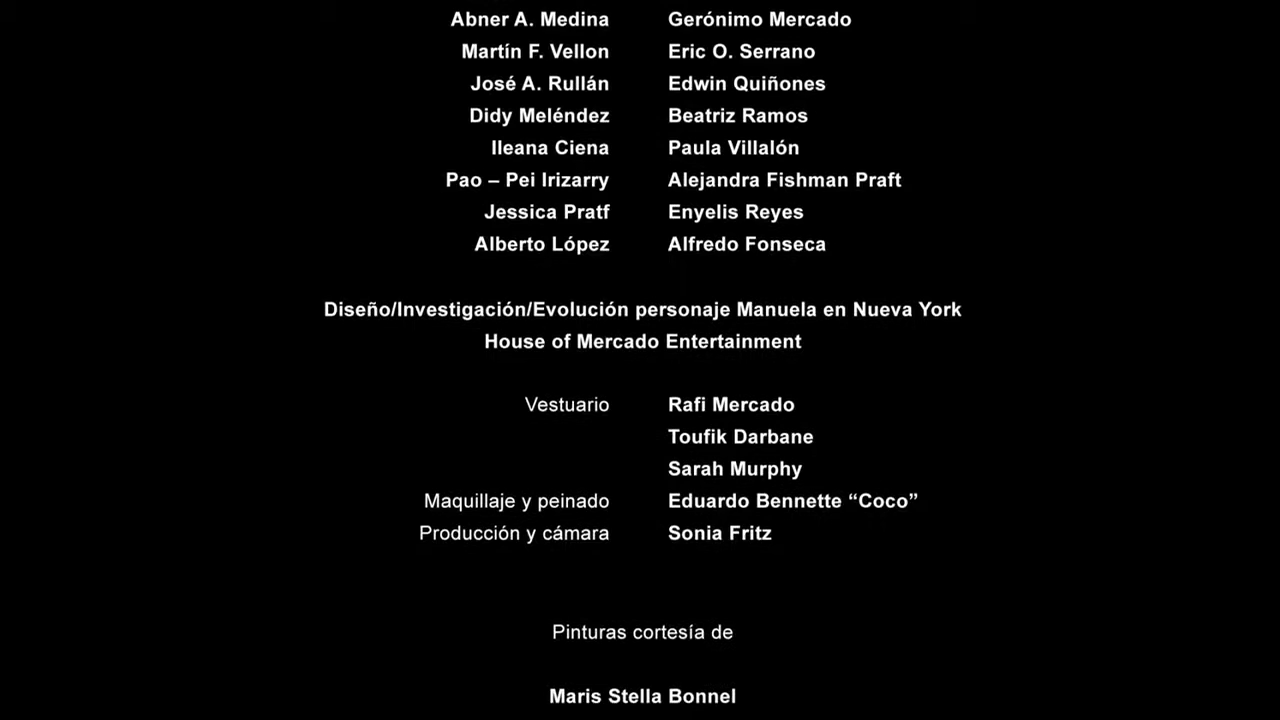 Abner A. Medina Gerónimo Mercado
Martín F. Vellon Eric O. Serrano
José A. Rullán Edwin Quiñones
Didy Meléndez Beatriz Ramos
Ileana Ciena Paula Villalón
Pao – Pei Irizarry Alejandra Fishman Praft
Jessica Pratf Enyelis Reyes
Alberto López Alfredo Fonseca
Diseño/Investigación/Evolución personaje Manuela en Nueva York
House of Mercado Entertainment
Vestuario Rafi Mercado
Toufik Darbane
Sarah Murphy
Maquillaje y peinado Eduardo Bennette “Coco”
Producción y cámara Sonia Fritz
Pinturas cortesía de
Maris Stella Bonnel